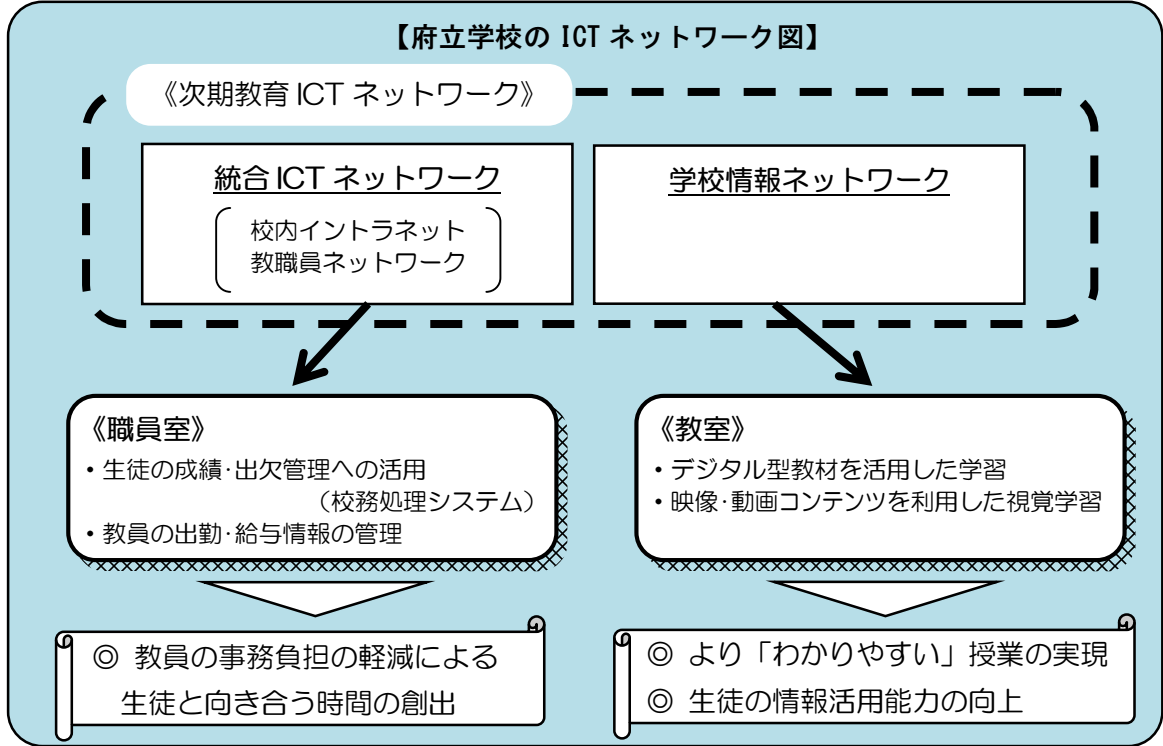 【府立学校の ICT ネットワーク図】
《次期教育 ICT ネットワーク》
統合 ICT ネットワーク
校内イントラネット
教職員ネットワーク
学校情報ネットワーク
《職員室》
・生徒の成績・出欠管理への活用
（校務処理システム）
・教員の出勤・給与情報の管理
《教室》
・デジタル型教材を活用した学習
・映像・動画コンテンツを利用した視覚学習
◎ 教員の事務負担の軽減による
生徒と向き合う時間の創出
◎ より「わかりやすい」授業の実現
◎ 生徒の情報活用能力の向上